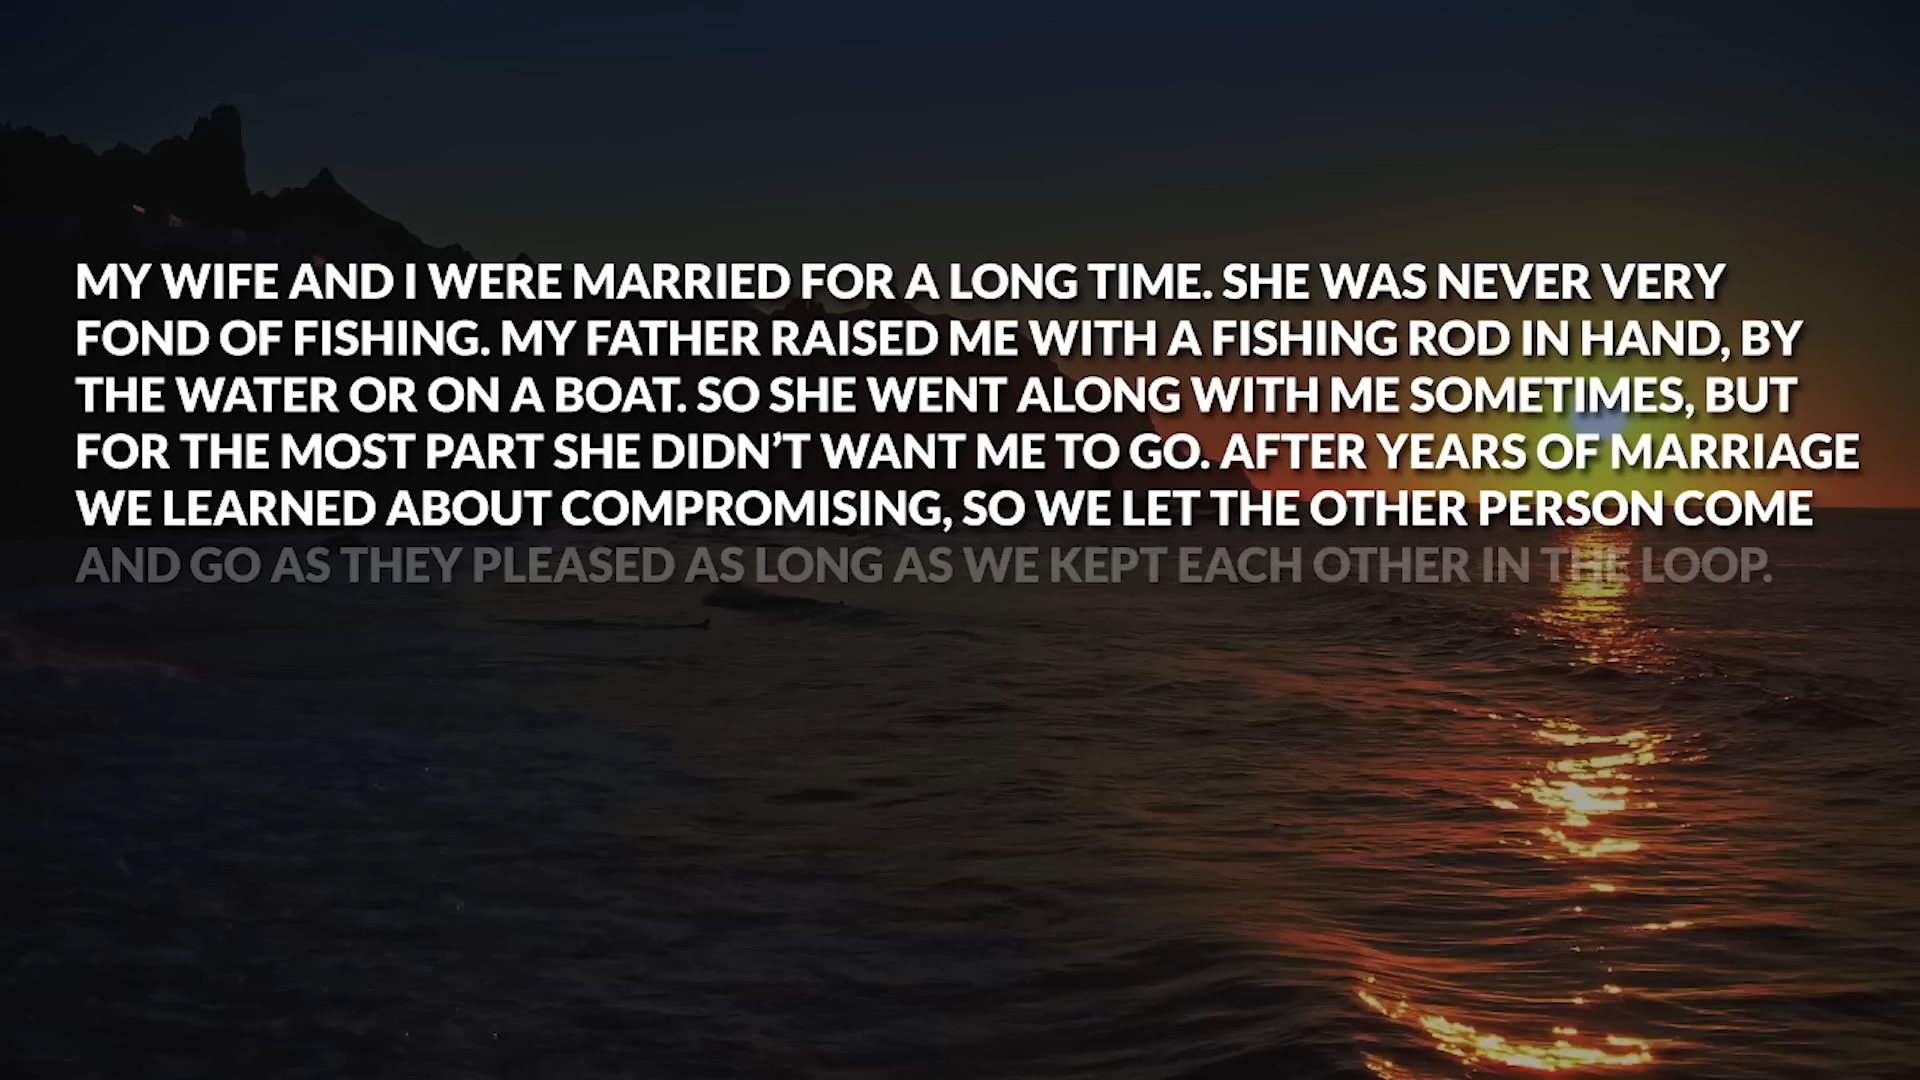 MY WIFE AND I WERE MARRIED FOR A LONG TIME. SHE WAS NEVER VERY
FOND OF FISHING. MY FATHER RAISED ME WITH A FISHING ROD IN HAND, BY
THE WATER OR ON A BOAT. SO SHE WENT ALONG WITH ME SOMETIMES, BUT
FOR THE MOST PART SHE DIDN’T WANT ME TO GO. AFTER YEARS OF MARRIAGE
WE LEARNED ABOUT COMPROMISING, SO WE LET THE OTHER PERSON COME
AND GO AS THEY PLEASED AS LONG AS WE KEPT EACH OTHER IN THE LOOP.